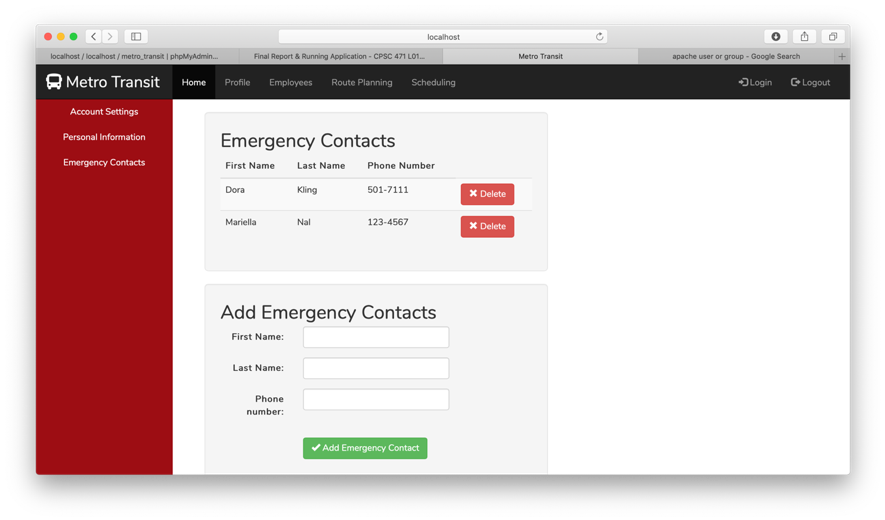 localhost
localhost / localhost / metro_transit | phpMyAdmin...
Final Report & Running Application - CPSC 471 L01...
Metro Transit
apache user or group - Google Search
Metro Transit
Home
Profile
Employees
Route Planning
Scheduling
Login
Logout
Account Settings
Personal Information
Emergency Contacts
Emergency Contacts
First Name Last Name Phone Number
Dora Kling 501-7111 Delete
Mariella Nal 123-4567 Delete
Add Emergency Contacts
First Name:
Last Name:
Phone
number:
Add Emergency Contact